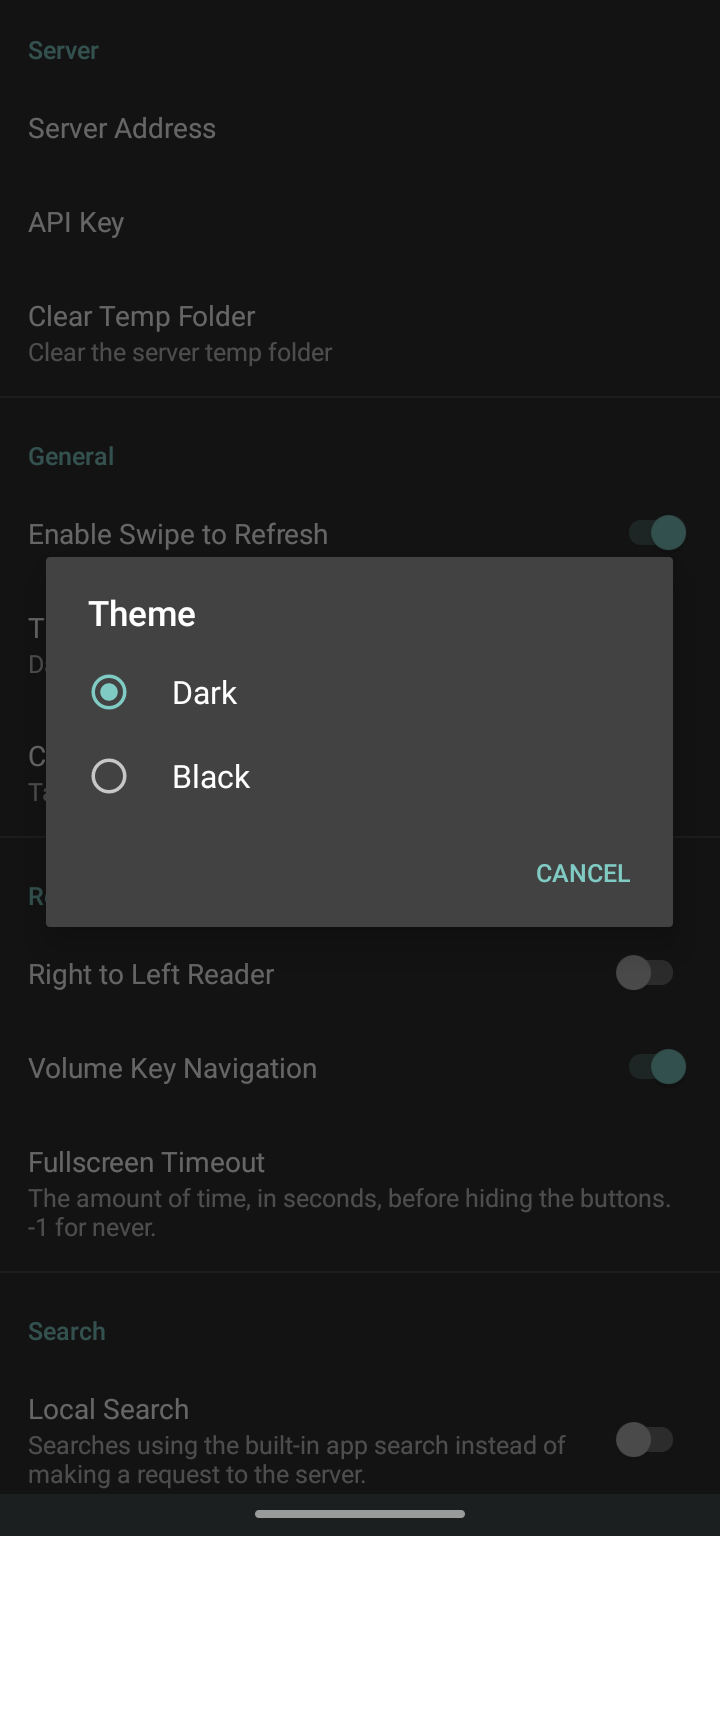 Server
Server Address
API Key
Clear Temp Folder
Clear the server temp folder
General
Enable Swipe to Refresh
Theme
Dark
Black
CANCEL
Right to Left Reader
Volume Key Navigation
Fullscreen Timeout
The amount of time, in seconds, before hiding the buttons.
-1 for never.
Search
Local Search
Searches using the built-in app search instead of
making a request to the server.